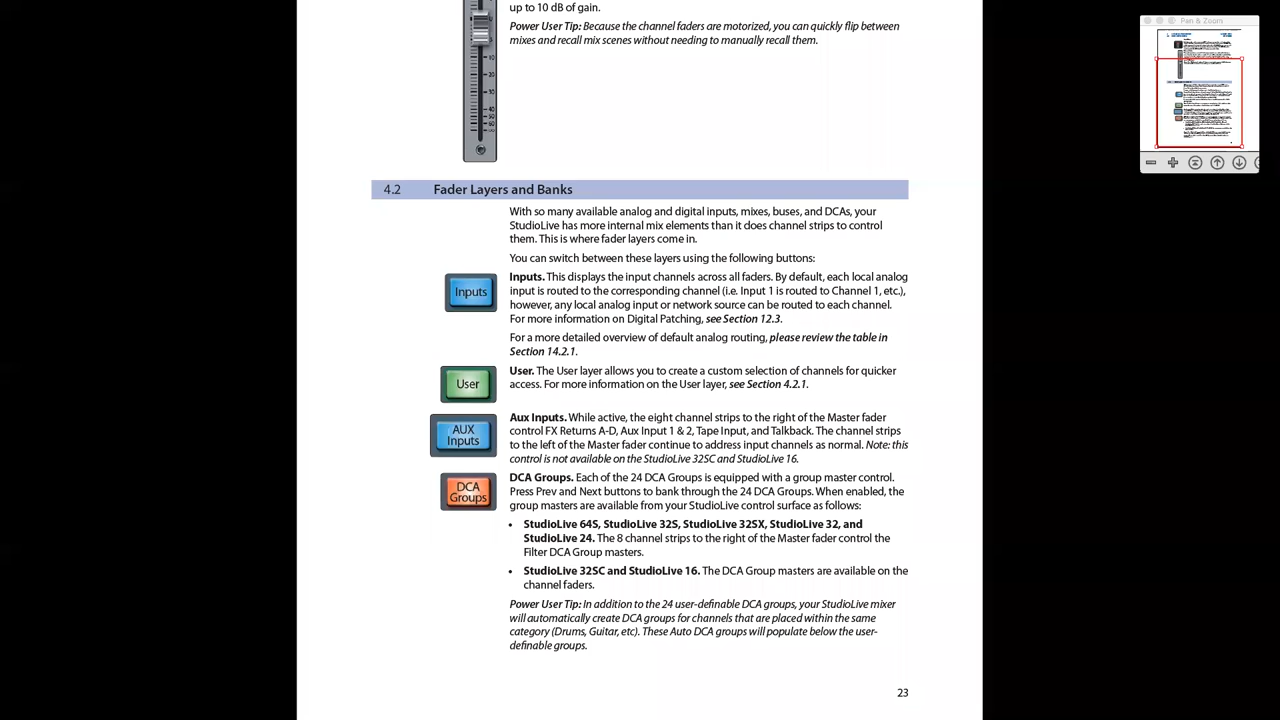 up to 10 dB of gain.
Power User Tip: Because the channel faders are motorized, you can quickly flip between
mixes and recall mix scenes without needing to manually recall them.
4.2 Fader Layers and Banks
With so many available analog and digital inputs, mixes, buses, and DCAs, your
StudioLive has more internal mix elements than it does channel strips to control
them. This is where fader layers come in.
You can switch between these layers using the following buttons:
Inputs
Inputs. This displays the input channels across all faders. By default, each local analog
input is routed to the corresponding channel (i.e. Input 1 is routed to Channel 1, etc.),
however, any local analog input or network source can be routed to each channel.
For more information on Digital Patching, see Section 12.3.
For a more detailed overview of default analog routing, please review the table in
Section 14.2.1.
User
User. The User layer allows you to create a custom selection of channels for quicker
access. For more information on the User layer, see Section 4.2.1.
AUX
Inputs
Aux Inputs. While active, the eight channel strips to the right of the Master fader
control FX Returns A-D, Aux Input 1 & 2, Tape Input, and Talkback. The channel strips
to the left of the Master fader continue to address input channels as normal. Note: this
control is not available on the StudioLive 32SC and StudioLive 16.
DCA
Groups
DCA Groups. Each of the 24 DCA Groups is equipped with a group master control.
Press Prev and Next buttons to bank through the 24 DCA Groups. When enabled, the
group masters are available from your StudioLive control surface as follows:
• StudioLive 64S, StudioLive 32S, StudioLive 32SX, StudioLive 32, and
StudioLive 24. The 8 channel strips to the right of the Master fader control the
Filter DCA Group masters.
• StudioLive 32SC and StudioLive 16. The DCA Group masters are available on the
channel faders.
Power User Tip: In addition to the 24 user-definable DCA groups, your StudioLive mixer
will automatically create DCA groups for channels that are placed within the same
category (Drums, Guitar, etc). These Auto DCA groups will populate below the user-
definable groups.
23
Pan & Zoom